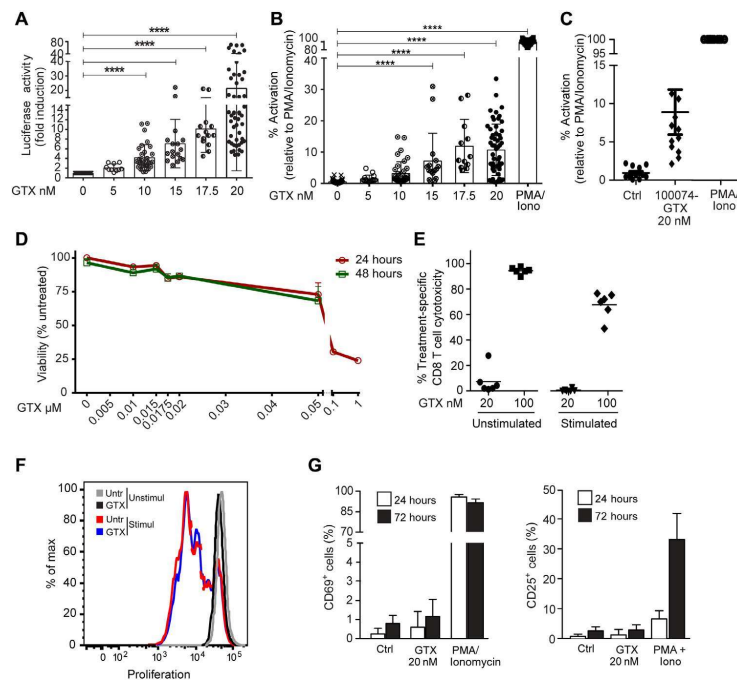 A
Luciferase activity
(fold induction)
****
****
****
****
80
60
40
20
14
12
10
8
6
4
2
1
0
GTX nM
0 5 10 15 17.5 20
B
% Activation
(relative to PMA/Ionomycin)
****
****
****
****
****
100
80
40
30
20
10
0
GTX nM
0 5 10 15 17.5 20 PMA/
Iono
C
% Activation
(relative to PMA/Ionomycin)
100
95
15
10
5
0
Ctrl 100074- PMA/
GTX Iono
20 nM
D
Viability (% untreated)
100
75
50
25
0
24 hours
48 hours
GTX µM
0 0.005 0.01 0.015 0.0175 0.02 0.03 0.04 0.05 0.1 1
E
% Treatment-specific
CD8 T cell cytotoxicity
100
80
60
40
20
0
GTX nM
20 100 20 100
Unstimulated Stimulated
F
% of max
100
80
60
40
20
0
Untr
GTX
Unstimul
Untr
GTX
Stimul
0 10² 10³ 10⁴ 10⁵
Proliferation
G
CD69⁺ cells (%)
100
85
70
5
4
3
2
1
0
24 hours
72 hours
Ctrl GTX PMA/
20 nM Ionomycin
CD25⁺ cells (%)
50
40
30
20
10
0
24 hours
72 hours
Ctrl GTX PMA +
20 nM Iono